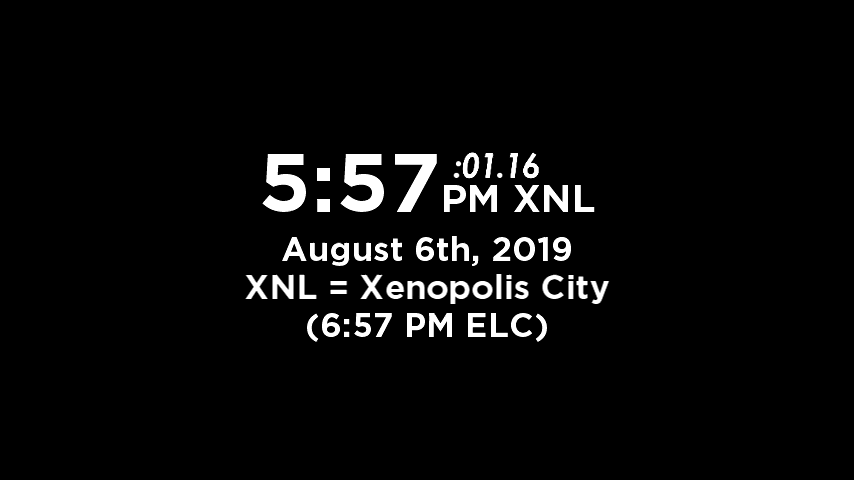 5:57 :01.16
PM XNL
August 6th, 2019
XNL = Xenopolis City
(6:57 PM ELC)